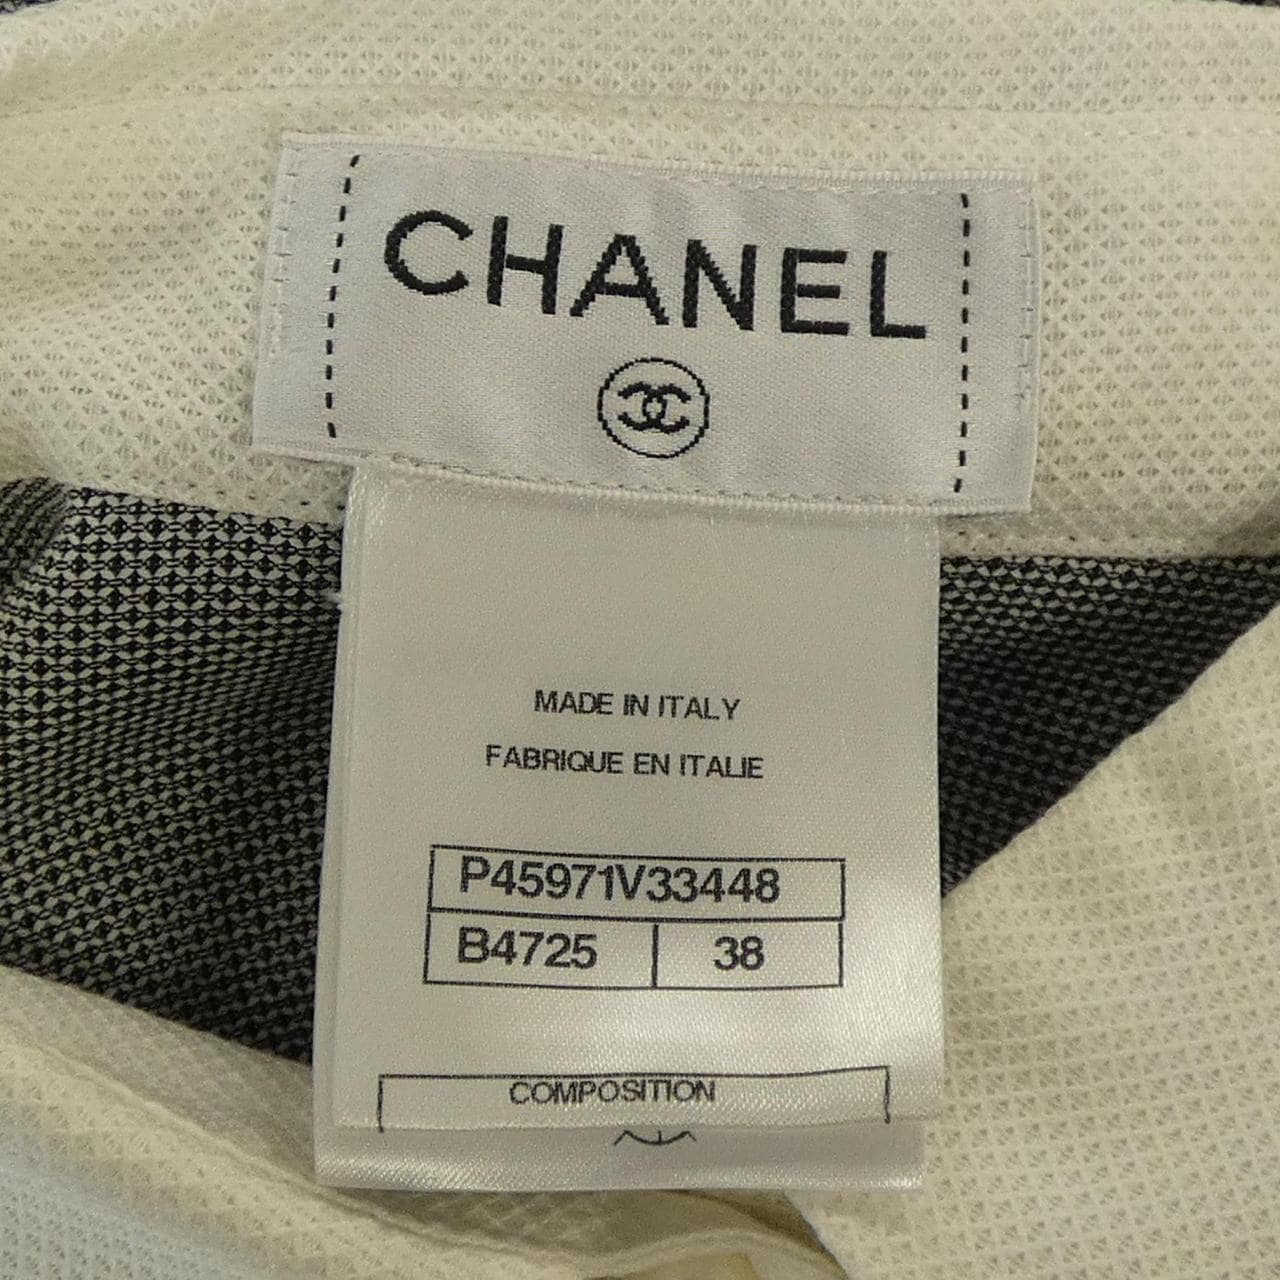 CHANEL
MADE IN ITALY
FABRIQUE EN ITALIE
P45971V33448
B4725 38
COMPOSITION